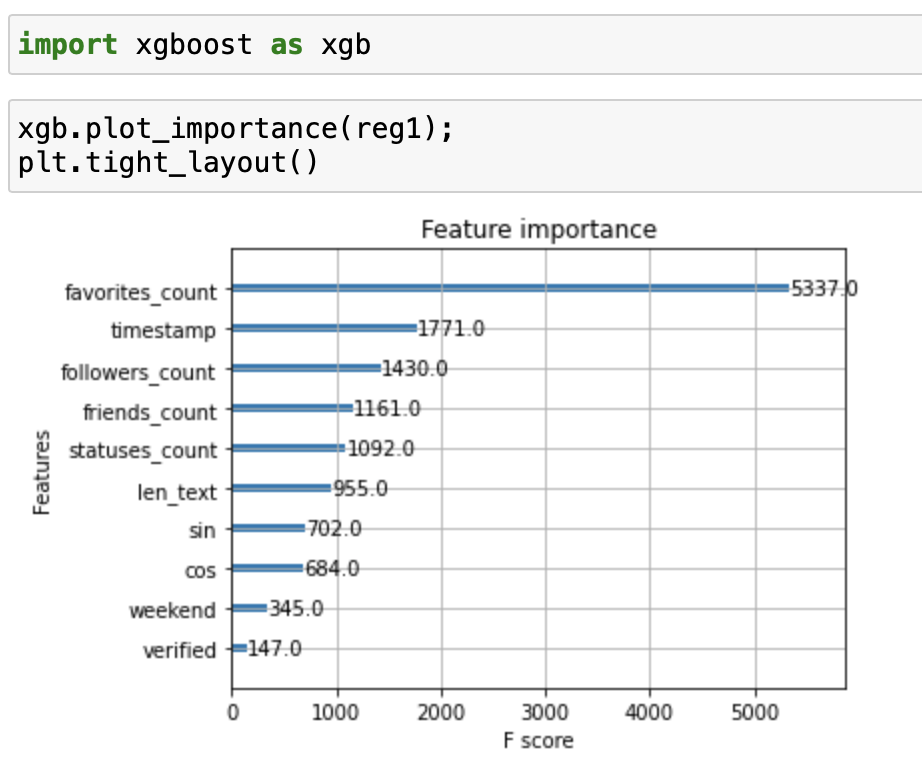 import xgboost as xgb
xgb.plot_importance(reg1);
plt.tight_layout()
Feature importance
favorites_count 5337.0
timestamp 1771.0
followers_count 1430.0
friends_count 1161.0
statuses_count 1092.0
len_text 955.0
sin 702.0
cos 684.0
weekend 345.0
verified 147.0
Features
0 1000 2000 3000 4000 5000
F score